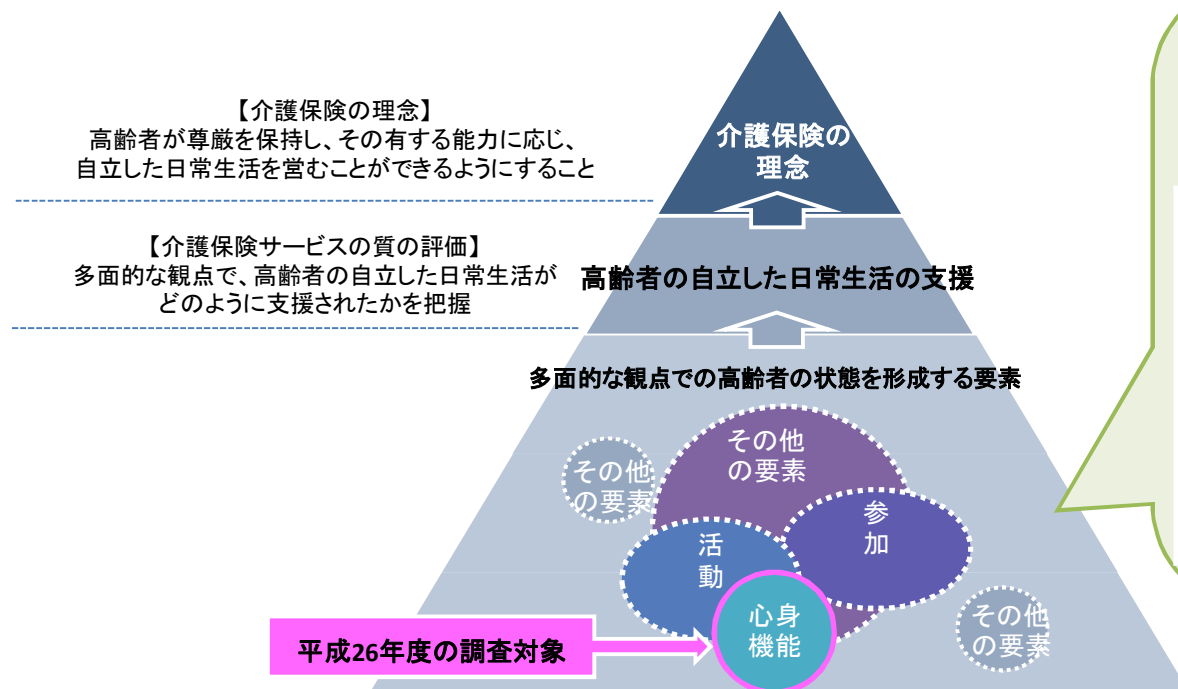 【介護保険の理念】
高齢者が尊厳を保持し、その有する能力に応じ、
自立した日常生活を営むことができるようにすること
介護保険の
理念
【介護保険サービスの質の評価】
多面的な観点で、高齢者の自立した日常生活が
どのように支援されたかを把握
高齢者の自立した日常生活の支援
多面的な観点での高齢者の状態を形成する要素
その他
の要素
その他
の要素
参
加
活
動
心身
機能
その他
の要素
平成26年度の調査対象